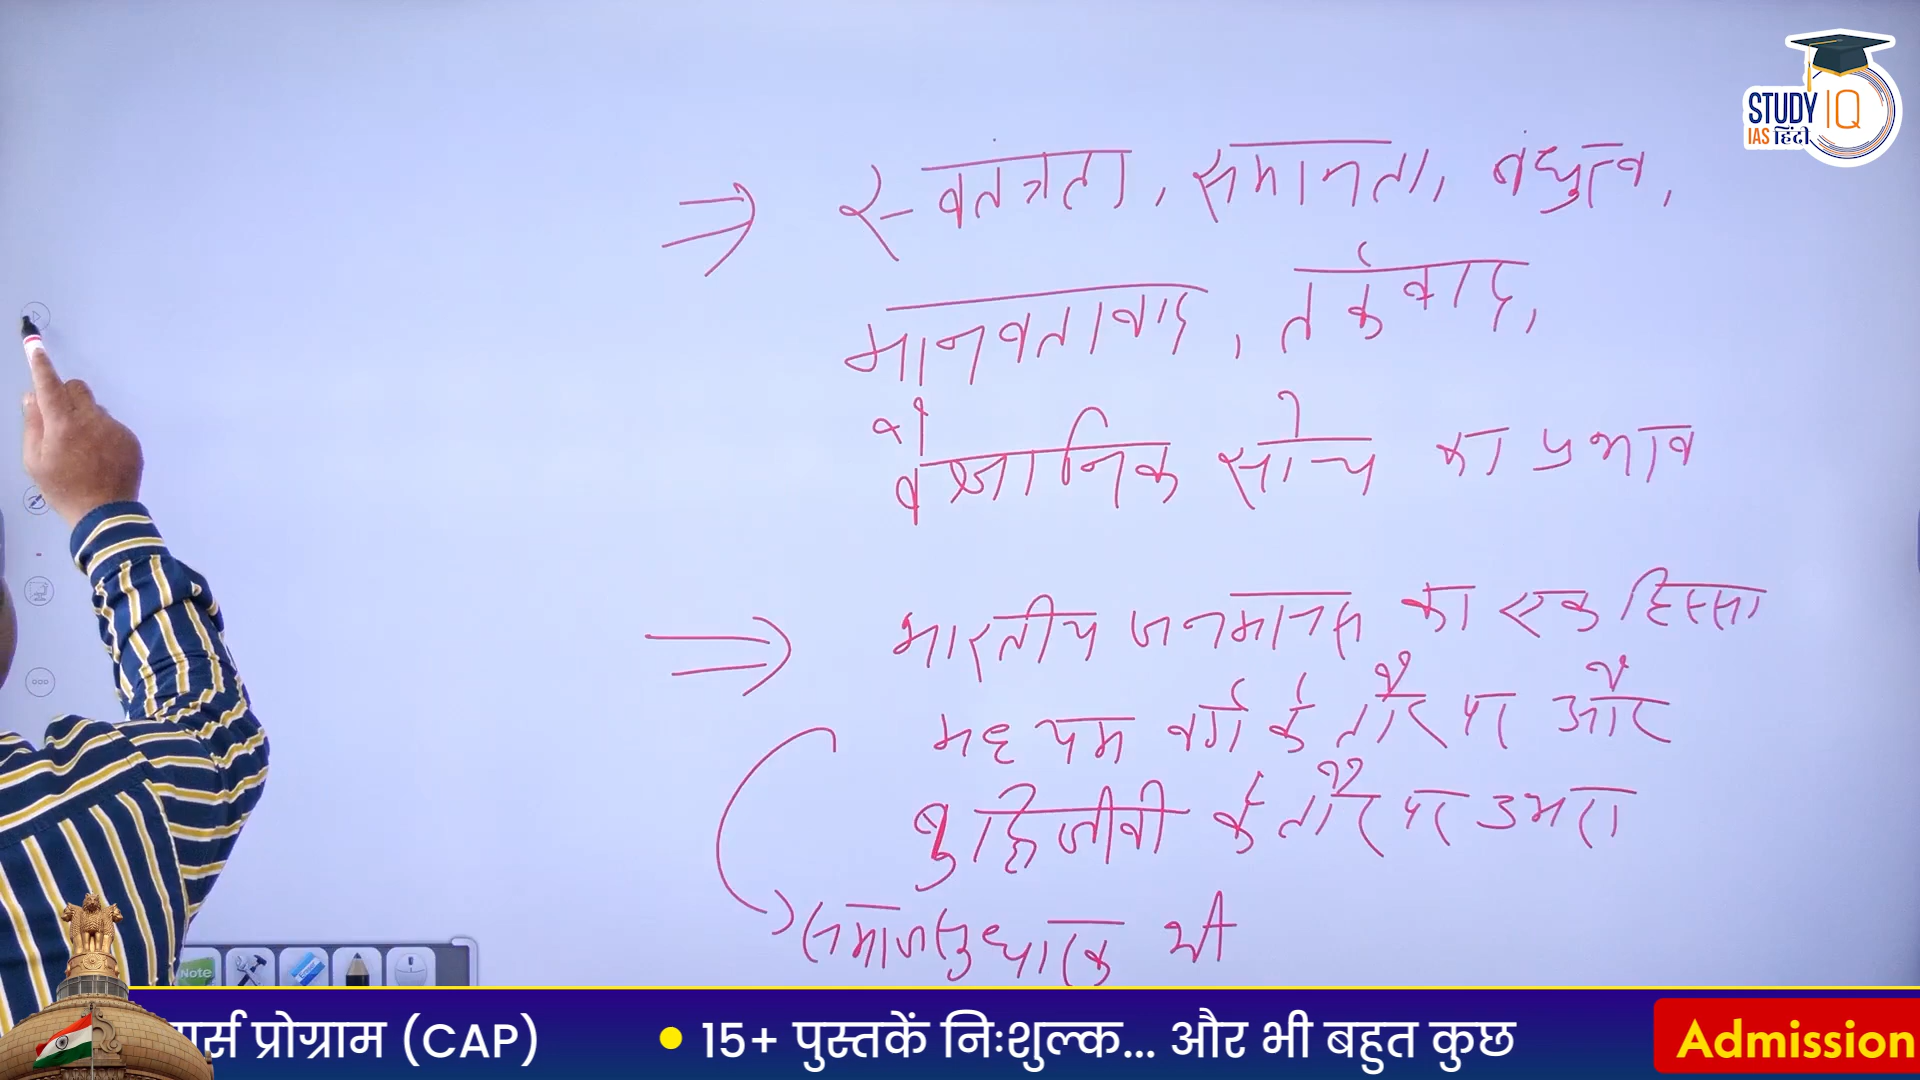 STUDY IQ
IAS हिंदी
⇒ स्वतंत्रता, समानता, बंधुत्व,
मानवतावाद, तर्कवाद,
वैज्ञानिक सोच का प्रभाव
⇒ भारतीय जनमानस का एक हिस्सा
मध्यम वर्ग के तौर पर और
बुद्धिजीवी के तौर पर उभरा
समाजसुधारक भी
Note
र्स प्रोग्राम (CAP) • 15+ पुस्तकें निःशुल्क... और भी बहुत कुछ Admission